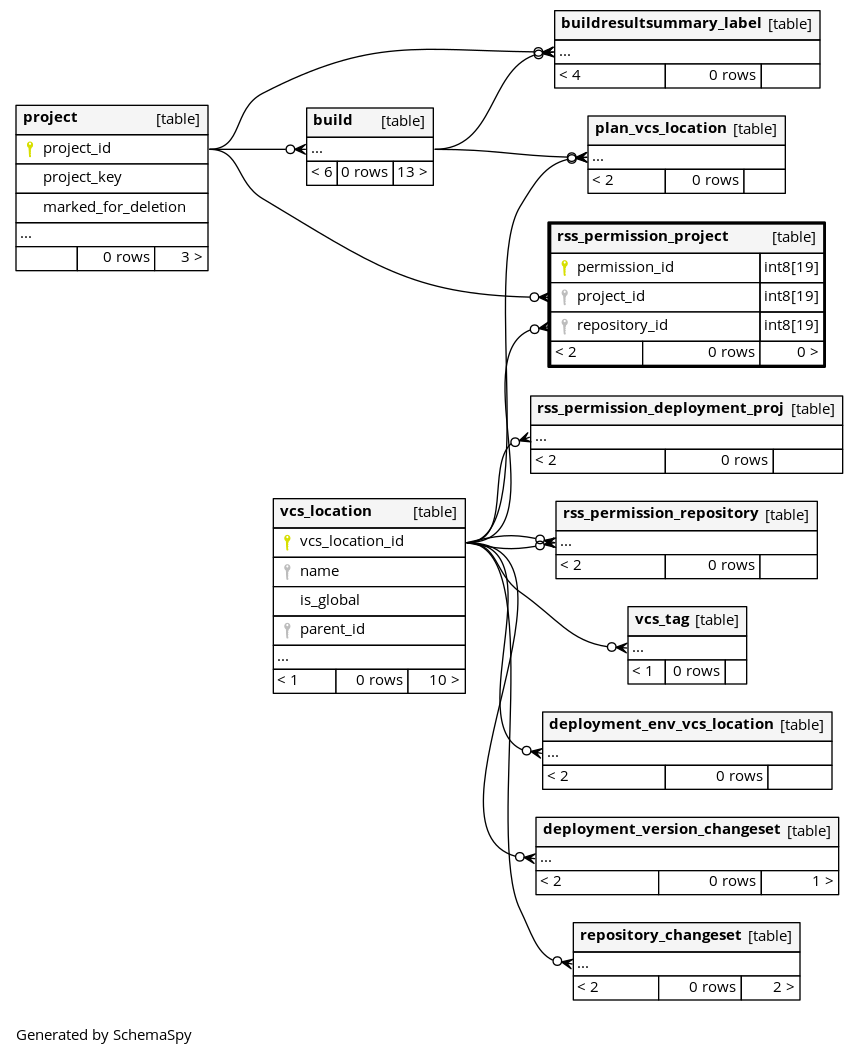 buildresultsummary_label [table]
...
< 4 0 rows
project [table]
project_id
project_key
marked_for_deletion
...
0 rows 3 >
build [table]
...
< 6 0 rows 13 >
plan_vcs_location [table]
...
< 2 0 rows
rss_permission_project [table]
permission_id int8[19]
project_id int8[19]
repository_id int8[19]
< 2 0 rows 0 >
rss_permission_deployment_proj [table]
...
< 2 0 rows
vcs_location [table]
vcs_location_id
name
is_global
parent_id
...
< 1 0 rows 10 >
rss_permission_repository [table]
...
< 2 0 rows
vcs_tag [table]
...
< 1 0 rows
deployment_env_vcs_location [table]
...
< 2 0 rows
deployment_version_changeset [table]
...
< 2 0 rows 1 >
repository_changeset [table]
...
< 2 0 rows 2 >
Generated by SchemaSpy